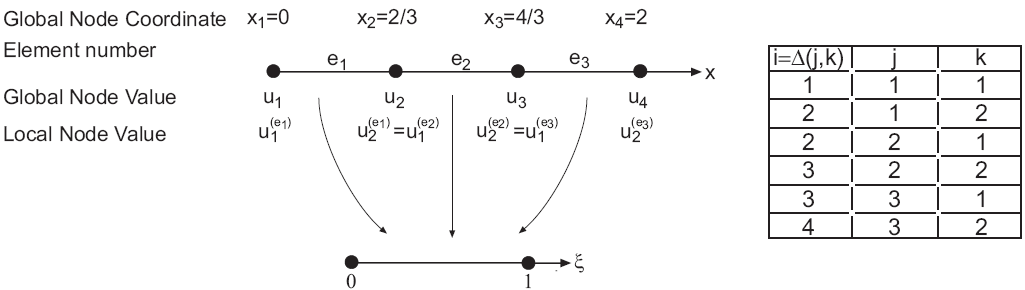 Global Node Coordinate x₁=0 x₂=2/3 x₃=4/3 x₄=2
Element number
e₁ e₂ e₃
x
Global Node Value u₁ u₂ u₃ u₄
Local Node Value u₁^(e₁) u₂^(e₁)=u₁^(e₂) u₂^(e₂)=u₁^(e₃) u₂^(e₃)
ξ
0 1
i=Δ(j,k) j k
1 1 1
2 1 2
2 2 1
3 2 2
3 3 1
4 3 2